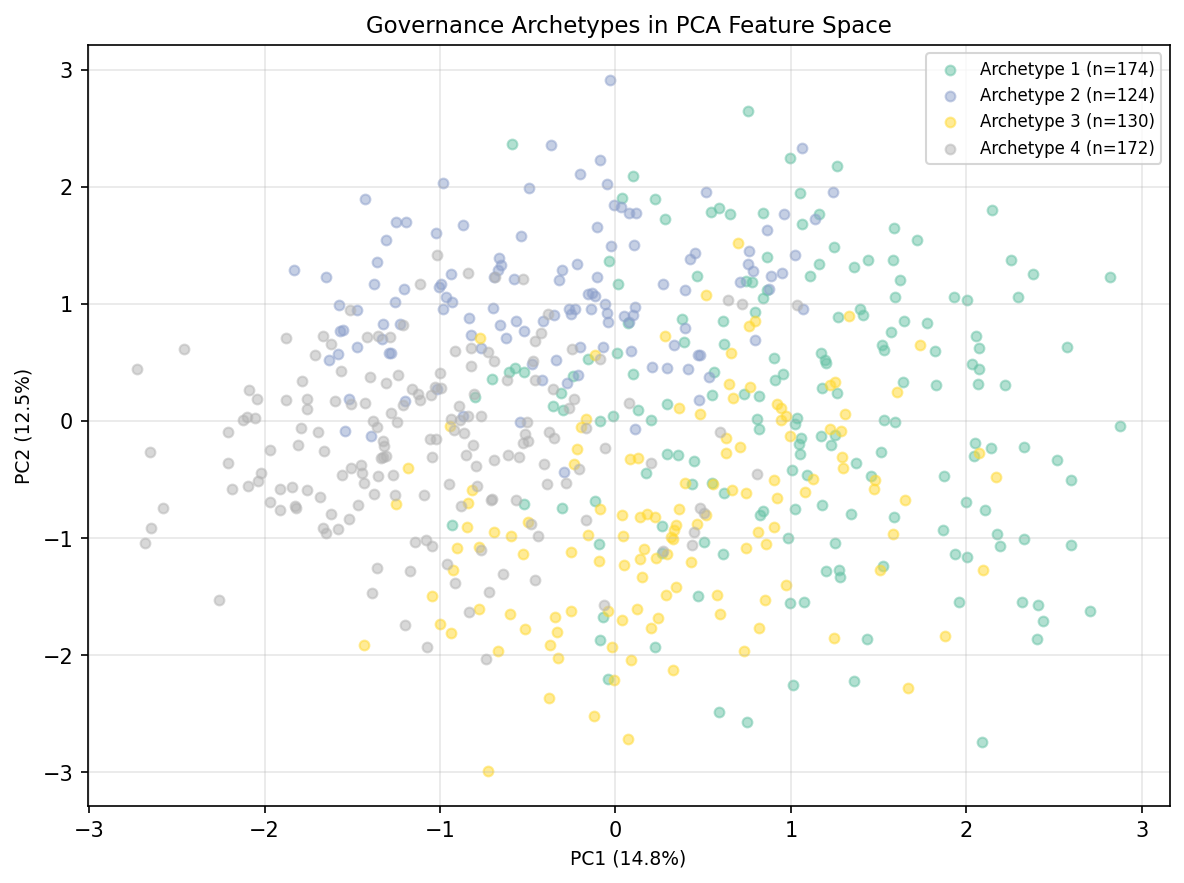 Governance Archetypes in PCA Feature Space
Archetype 1 (n=174)
Archetype 2 (n=124)
Archetype 3 (n=130)
Archetype 4 (n=172)
3
2
1
0
−1
−2
−3
PC2 (12.5%)
−3 −2 −1 0 1 2 3
PC1 (14.8%)